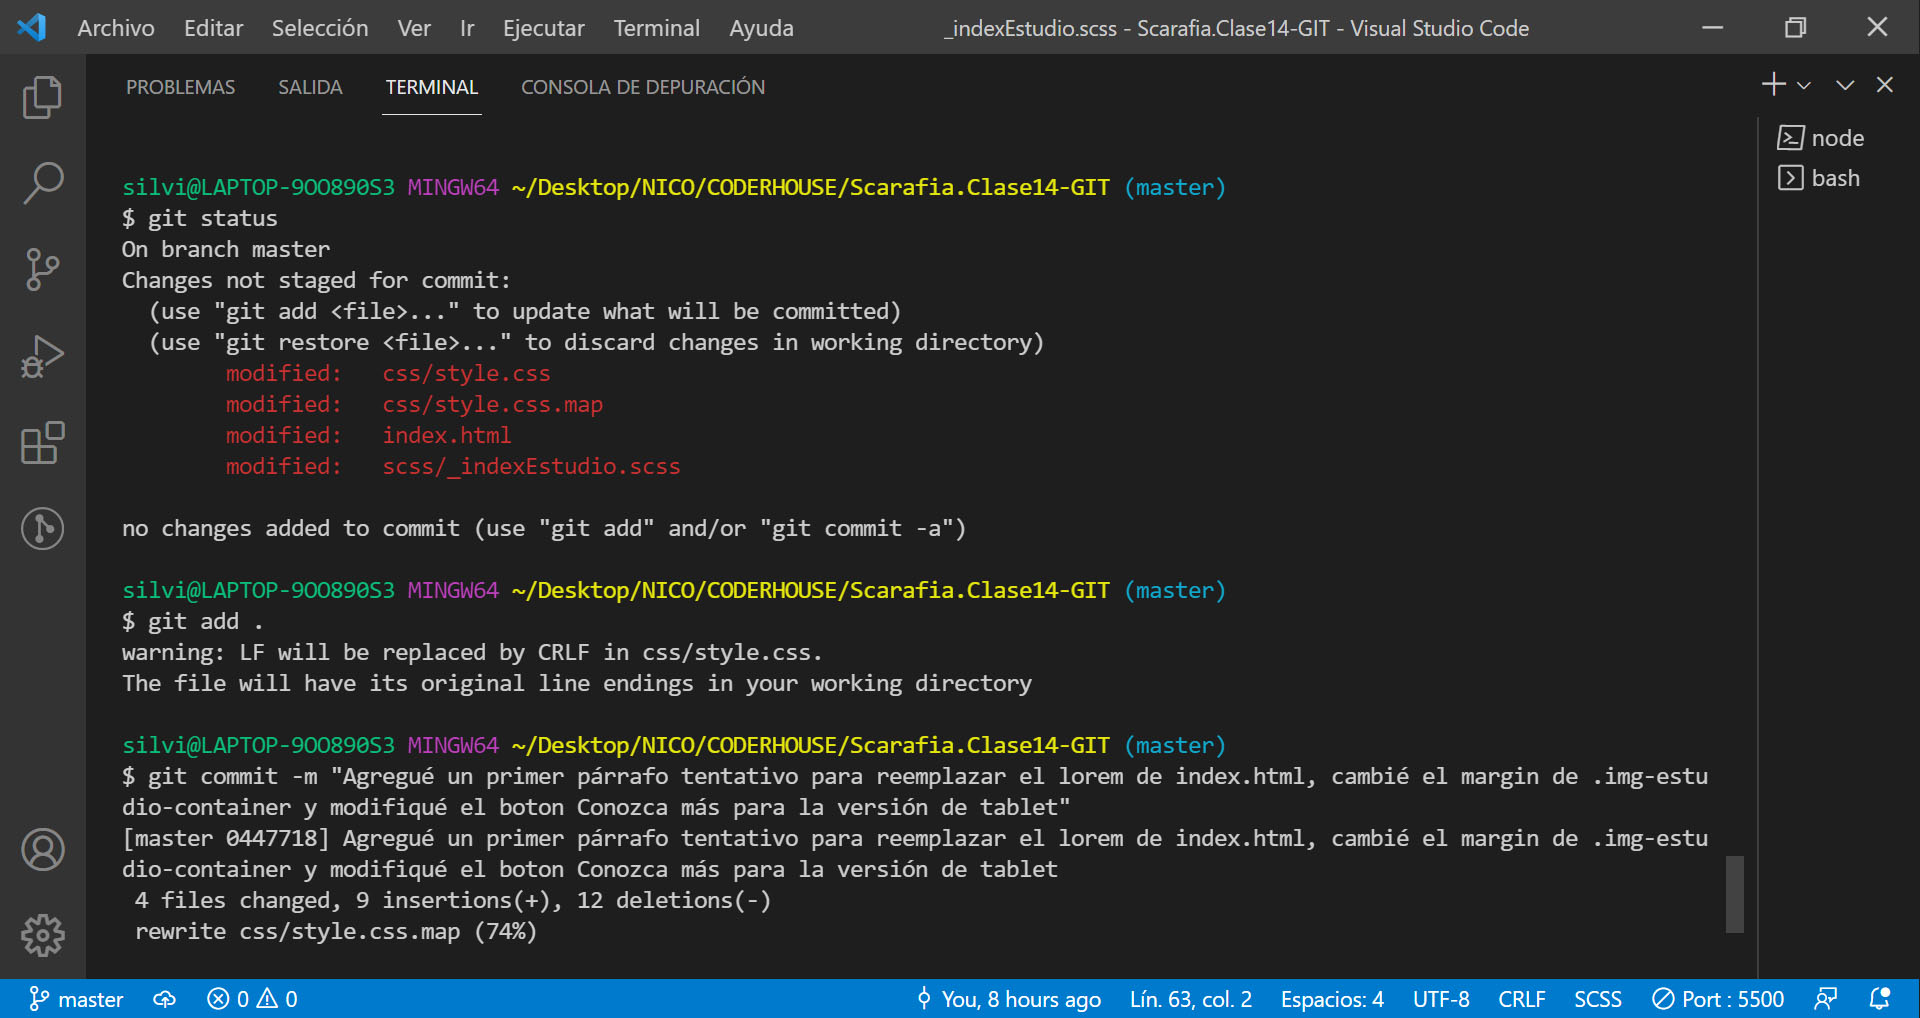 Archivo Editar Selección Ver Ir Ejecutar Terminal Ayuda _indexEstudio.scss - Scarafia.Clase14-GIT - Visual Studio Code
PROBLEMAS SALIDA TERMINAL CONSOLA DE DEPURACIÓN
node
bash
silvi@LAPTOP-9OO890S3 MINGW64 ~/Desktop/NICO/CODERHOUSE/Scarafia.Clase14-GIT (master)
$ git status
On branch master
Changes not staged for commit:
  (use "git add <file>..." to update what will be committed)
  (use "git restore <file>..." to discard changes in working directory)
        modified:   css/style.css
        modified:   css/style.css.map
        modified:   index.html
        modified:   scss/_indexEstudio.scss
no changes added to commit (use "git add" and/or "git commit -a")
silvi@LAPTOP-9OO890S3 MINGW64 ~/Desktop/NICO/CODERHOUSE/Scarafia.Clase14-GIT (master)
$ git add .
warning: LF will be replaced by CRLF in css/style.css.
The file will have its original line endings in your working directory
silvi@LAPTOP-9OO890S3 MINGW64 ~/Desktop/NICO/CODERHOUSE/Scarafia.Clase14-GIT (master)
$ git commit -m "Agregué un primer párrafo tentativo para reemplazar el lorem de index.html, cambié el margin de .img-estu
dio-container y modifiqué el boton Conozca más para la versión de tablet"
[master 0447718] Agregué un primer párrafo tentativo para reemplazar el lorem de index.html, cambié el margin de .img-estu
dio-container y modifiqué el boton Conozca más para la versión de tablet
 4 files changed, 9 insertions(+), 12 deletions(-)
 rewrite css/style.css.map (74%)
master 0 0 You, 8 hours ago Lín. 63, col. 2 Espacios: 4 UTF-8 CRLF SCSS Port : 5500